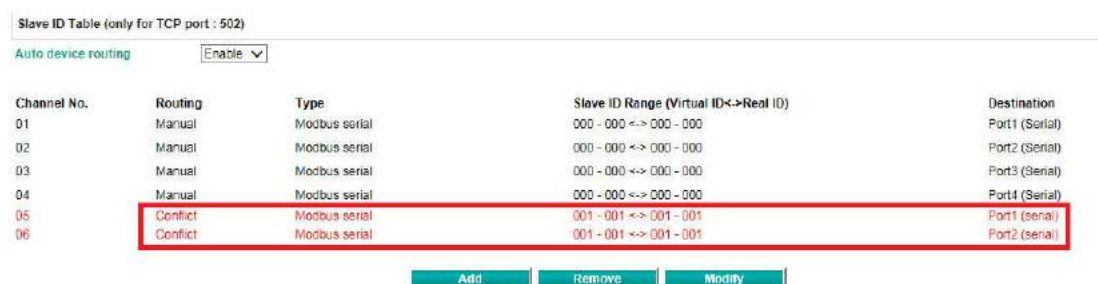 Slave ID Table (only for TCP port : 502)
Auto device routing Enable
Channel No. Routing Type Slave ID Range (Virtual ID<->Real ID) Destination
01 Manual Modbus serial 000 - 000 <-> 000 - 000 Port1 (Serial)
02 Manual Modbus serial 000 - 000 <-> 000 - 000 Port2 (Serial)
03 Manual Modbus serial 000 - 000 <-> 000 - 000 Port3 (Serial)
04 Manual Modbus serial 000 - 000 <-> 000 - 000 Port4 (Serial)
05 Conflict Modbus serial 001 - 001 <-> 001 - 001 Port1 (serial)
06 Conflict Modbus serial 001 - 001 <-> 001 - 001 Port2 (serial)
Add Remove Modify